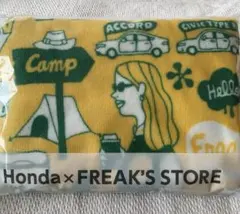 ACCORD
CIVIC TYPE R
Camp
Hello
Honda × FREAK'S STORE